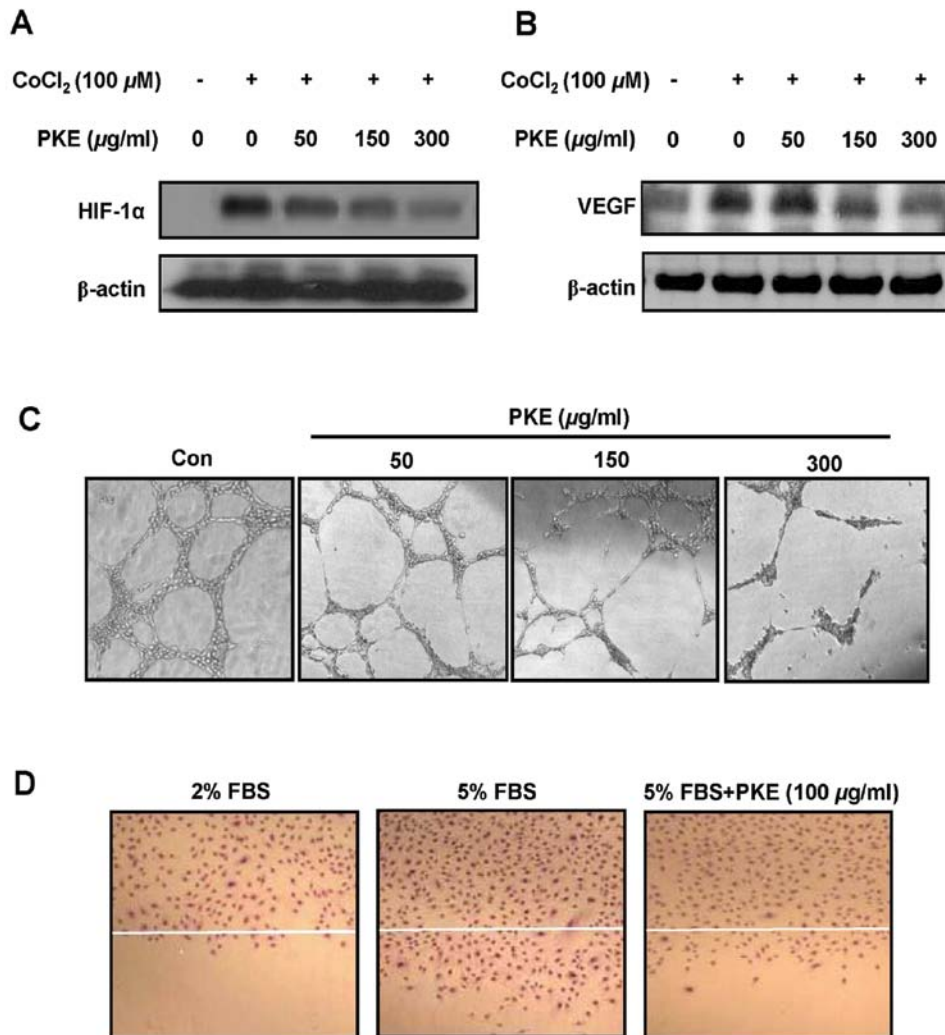 A
CoCl₂ (100 µM) - + + + +
PKE (µg/ml) 0 0 50 150 300
HIF-1α
β-actin
B
CoCl₂ (100 µM) - + + + +
PKE (µg/ml) 0 0 50 150 300
VEGF
β-actin
C
PKE (µg/ml)
Con 50 150 300
D
2% FBS 5% FBS 5% FBS+PKE (100 µg/ml)